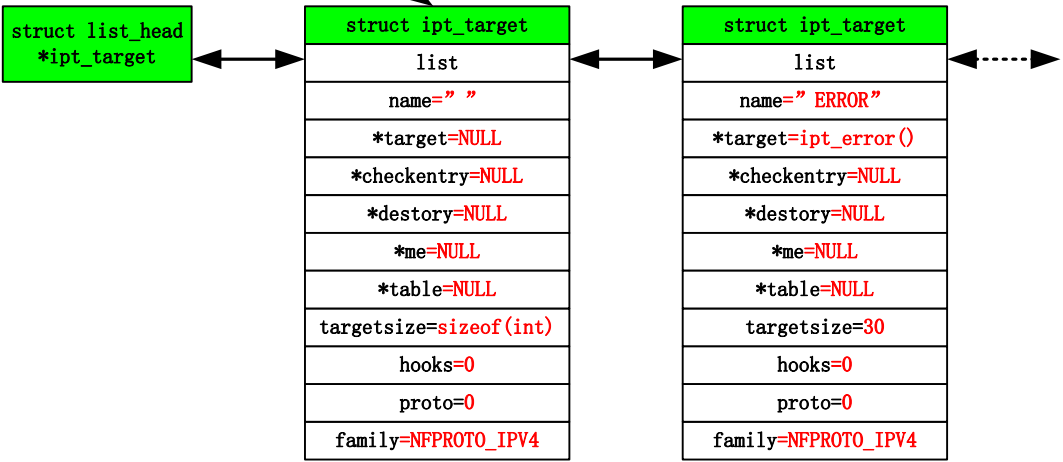 struct list_head
*ipt_target
struct ipt_target
list
name=” ”
*target=NULL
*checkentry=NULL
*destory=NULL
*me=NULL
*table=NULL
targetsize=sizeof(int)
hooks=0
proto=0
family=NFPROTO_IPV4
struct ipt_target
list
name=” ERROR”
*target=ipt_error()
*checkentry=NULL
*destory=NULL
*me=NULL
*table=NULL
targetsize=30
hooks=0
proto=0
family=NFPROTO_IPV4